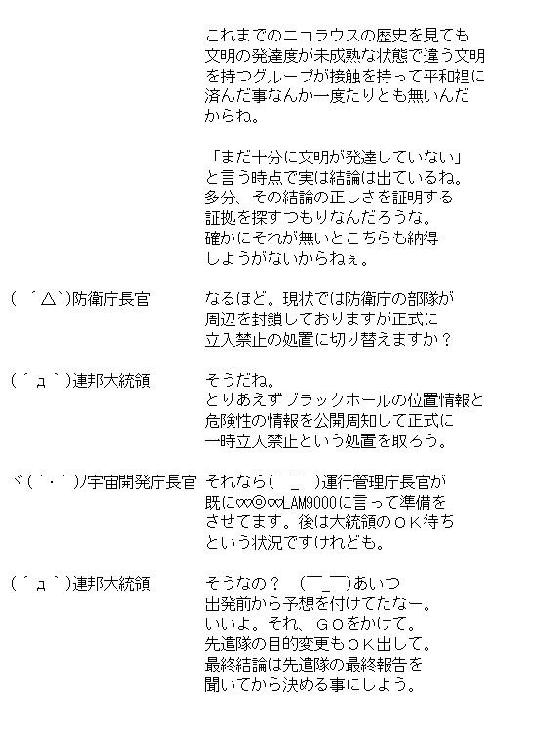 これまでのニコラウスの歴史を見ても
文明の発達度が未成熟な状態で違う文明
を持つグループが接触を持って平和裡に
済んだ事なんか一度たりとも無いんだ
からね。
「まだ十分に文明が発達していない」
と言う時点で実は結論は出ているね。
多分、その結論の正しさを証明する
証拠を探すつもりなんだろうな。
確かにそれが無いとこちらも納得
しようがないからねぇ。
( ´△`)防衛庁長官 なるほど。現状では防衛庁の部隊が
周辺を封鎖しておりますが正式に
立入禁止の処置に切り替えますか？
(´д｀)連邦大統領 そうだね。
とりあえずブラックホールの位置情報と
危険性の情報を公開周知して正式に
一時立入禁止という処置を取ろう。
ヾ(´･｀)ﾉ宇宙開発庁長官 それなら(￣_￣)運行管理庁長官が
既に∞◎∞LAM9000に言って準備を
させてます。後は大統領のＯＫ待ち
という状況ですけれども。
(´д｀)連邦大統領 そうなの？ (￣_￣)あいつ
出発前から予想を付けてたなー。
いいよ。それ、ＧＯをかけて。
先遣隊の目的変更もＯＫ出して。
最終結論は先遣隊の最終報告を
聞いてから決める事にしよう。